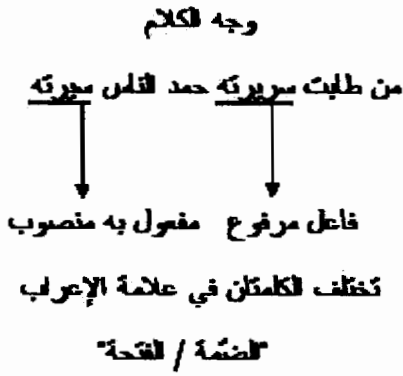 وجه الكلام
من طابت سريرته حمد الناس سيرته
فاعل مرفوع مفعول به منصوب
تختلف الكلمتان في علامة الإعراب
"الضمّة / الفتحة"